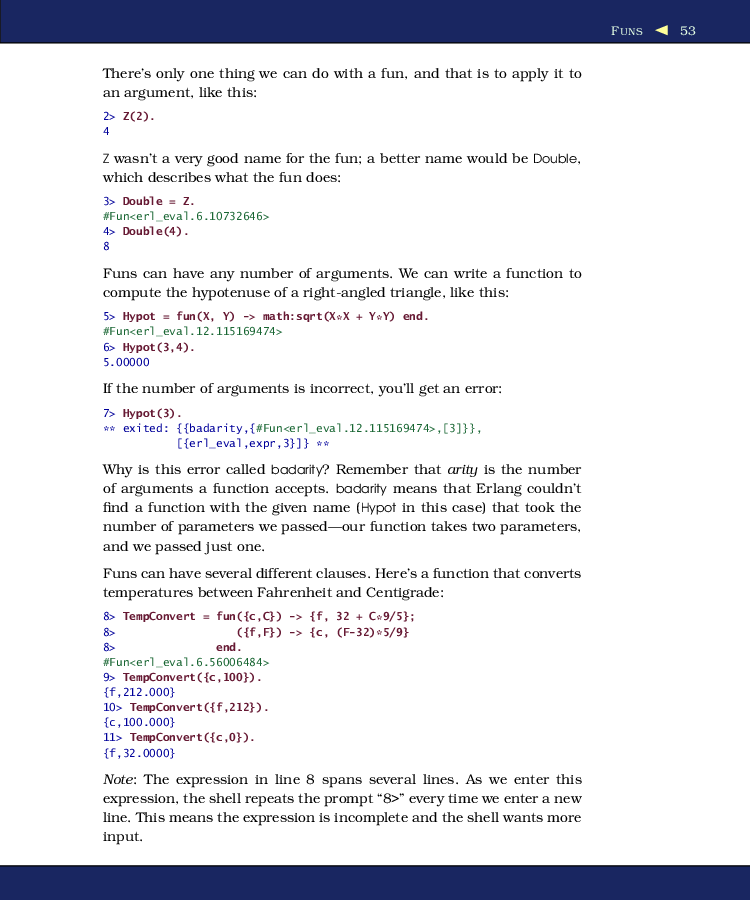 FUNS ◀ 53
There's only one thing we can do with a fun, and that is to apply it to
an argument, like this:
2> Z(2).
4
Z wasn't a very good name for the fun; a better name would be Double,
which describes what the fun does:
3> Double = Z.
#Fun<erl_eval.6.10732646>
4> Double(4).
8
Funs can have any number of arguments. We can write a function to
compute the hypotenuse of a right-angled triangle, like this:
5> Hypot = fun(X, Y) -> math:sqrt(X*X + Y*Y) end.
#Fun<erl_eval.12.115169474>
6> Hypot(3,4).
5.00000
If the number of arguments is incorrect, you'll get an error:
7> Hypot(3).
** exited: {{badarity,{#Fun<erl_eval.12.115169474>,[3]}},
[{erl_eval,expr,3}]} **
Why is this error called badarity? Remember that arity is the number
of arguments a function accepts. badarity means that Erlang couldn't
find a function with the given name (Hypot in this case) that took the
number of parameters we passed—our function takes two parameters,
and we passed just one.
Funs can have several different clauses. Here's a function that converts
temperatures between Fahrenheit and Centigrade:
8> TempConvert = fun({c,C}) -> {f, 32 + C*9/5};
8> ({f,F}) -> {c, (F-32)*5/9}
8> end.
#Fun<erl_eval.6.56006484>
9> TempConvert({c,100}).
{f,212.000}
10> TempConvert({f,212}).
{c,100.000}
11> TempConvert({c,0}).
{f,32.0000}
Note: The expression in line 8 spans several lines. As we enter this
expression, the shell repeats the prompt “8>” every time we enter a new
line. This means the expression is incomplete and the shell wants more
input.